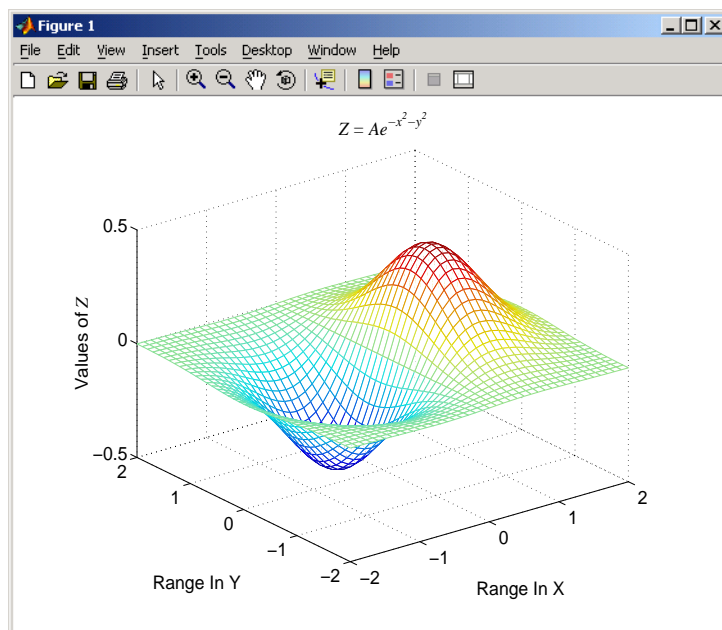 Figure 1
File Edit View Insert Tools Desktop Window Help
Z = Ae^{−x^2−y^2}
0.5
0
−0.5
Values of Z
2
1
0
−1
−2
Range In Y
−2
−1
0
1
2
Range In X